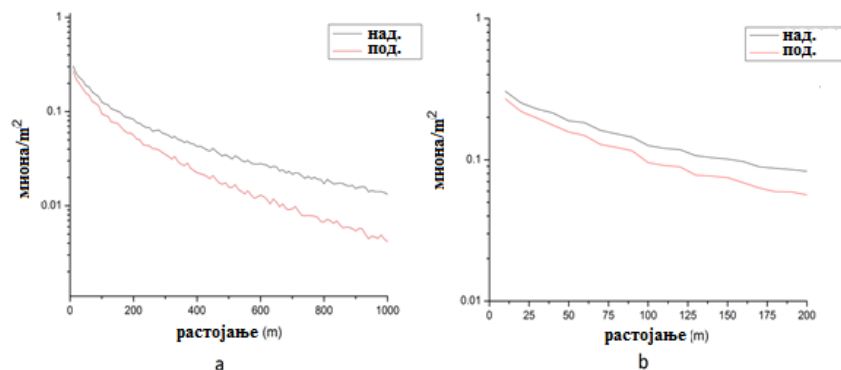 1
0.1
0.01
0 200 400 600 800 1000
миона/m²
растојање (m)
над.
под.
a
1
0.1
0.01
0 25 50 75 100 125 150 175 200
миона/m²
растојање (m)
над.
под.
b